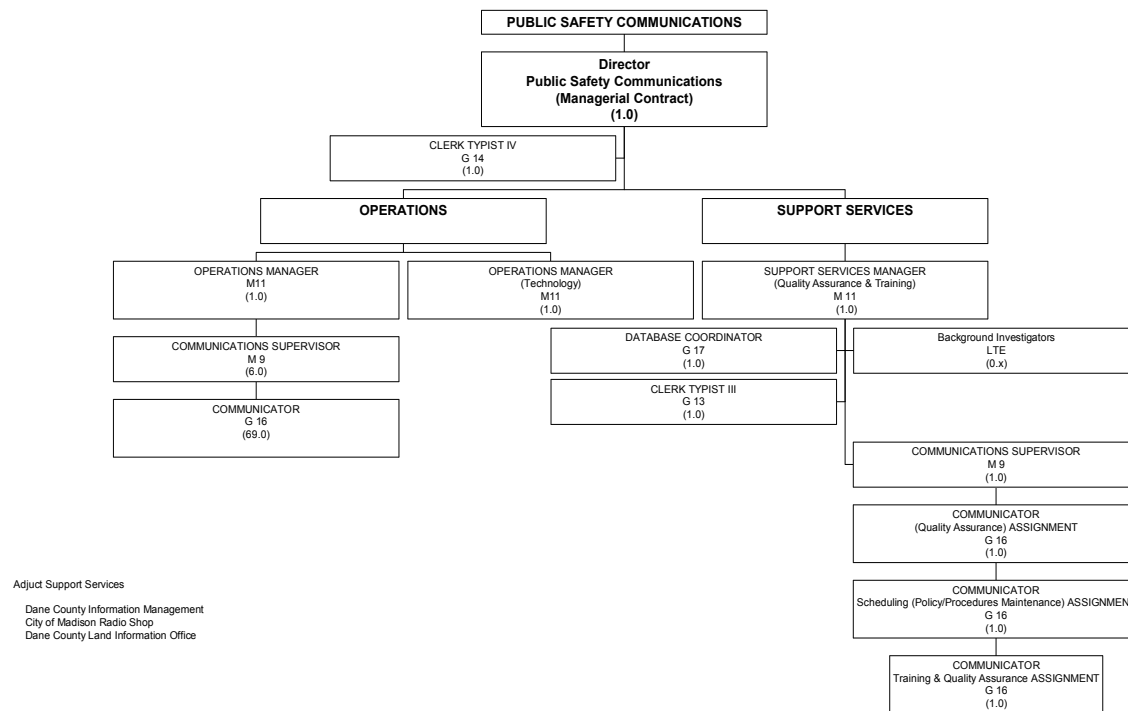 PUBLIC SAFETY COMMUNICATIONS
Director
Public Safety Communications
(Managerial Contract)
(1.0)
CLERK TYPIST IV
G 14
(1.0)
OPERATIONS
SUPPORT SERVICES
OPERATIONS MANAGER
M11
(1.0)
OPERATIONS MANAGER
(Technology)
M11
(1.0)
SUPPORT SERVICES MANAGER
(Quality Assurance & Training)
M 11
(1.0)
COMMUNICATIONS SUPERVISOR
M 9
(6.0)
DATABASE COORDINATOR
G 17
(1.0)
Background Investigators
LTE
(0.x)
COMMUNICATOR
G 16
(69.0)
CLERK TYPIST III
G 13
(1.0)
COMMUNICATIONS SUPERVISOR
M 9
(1.0)
COMMUNICATOR
(Quality Assurance) ASSIGNMENT
G 16
(1.0)
COMMUNICATOR
Scheduling (Policy/Procedures Maintenance) ASSIGNMEN
G 16
(1.0)
COMMUNICATOR
Training & Quality Assurance ASSIGNMENT
G 16
(1.0)
Adjuct Support Services
Dane County Information Management
City of Madison Radio Shop
Dane County Land Information Office